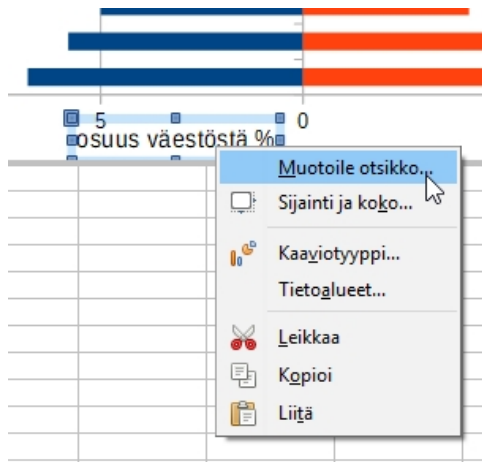 5 0
osuus väestöstä %
Muotoile otsikko...
Sijainti ja koko...
Kaaviotyyppi...
Tietoalueet...
Leikkaa
Kopioi
Liitä